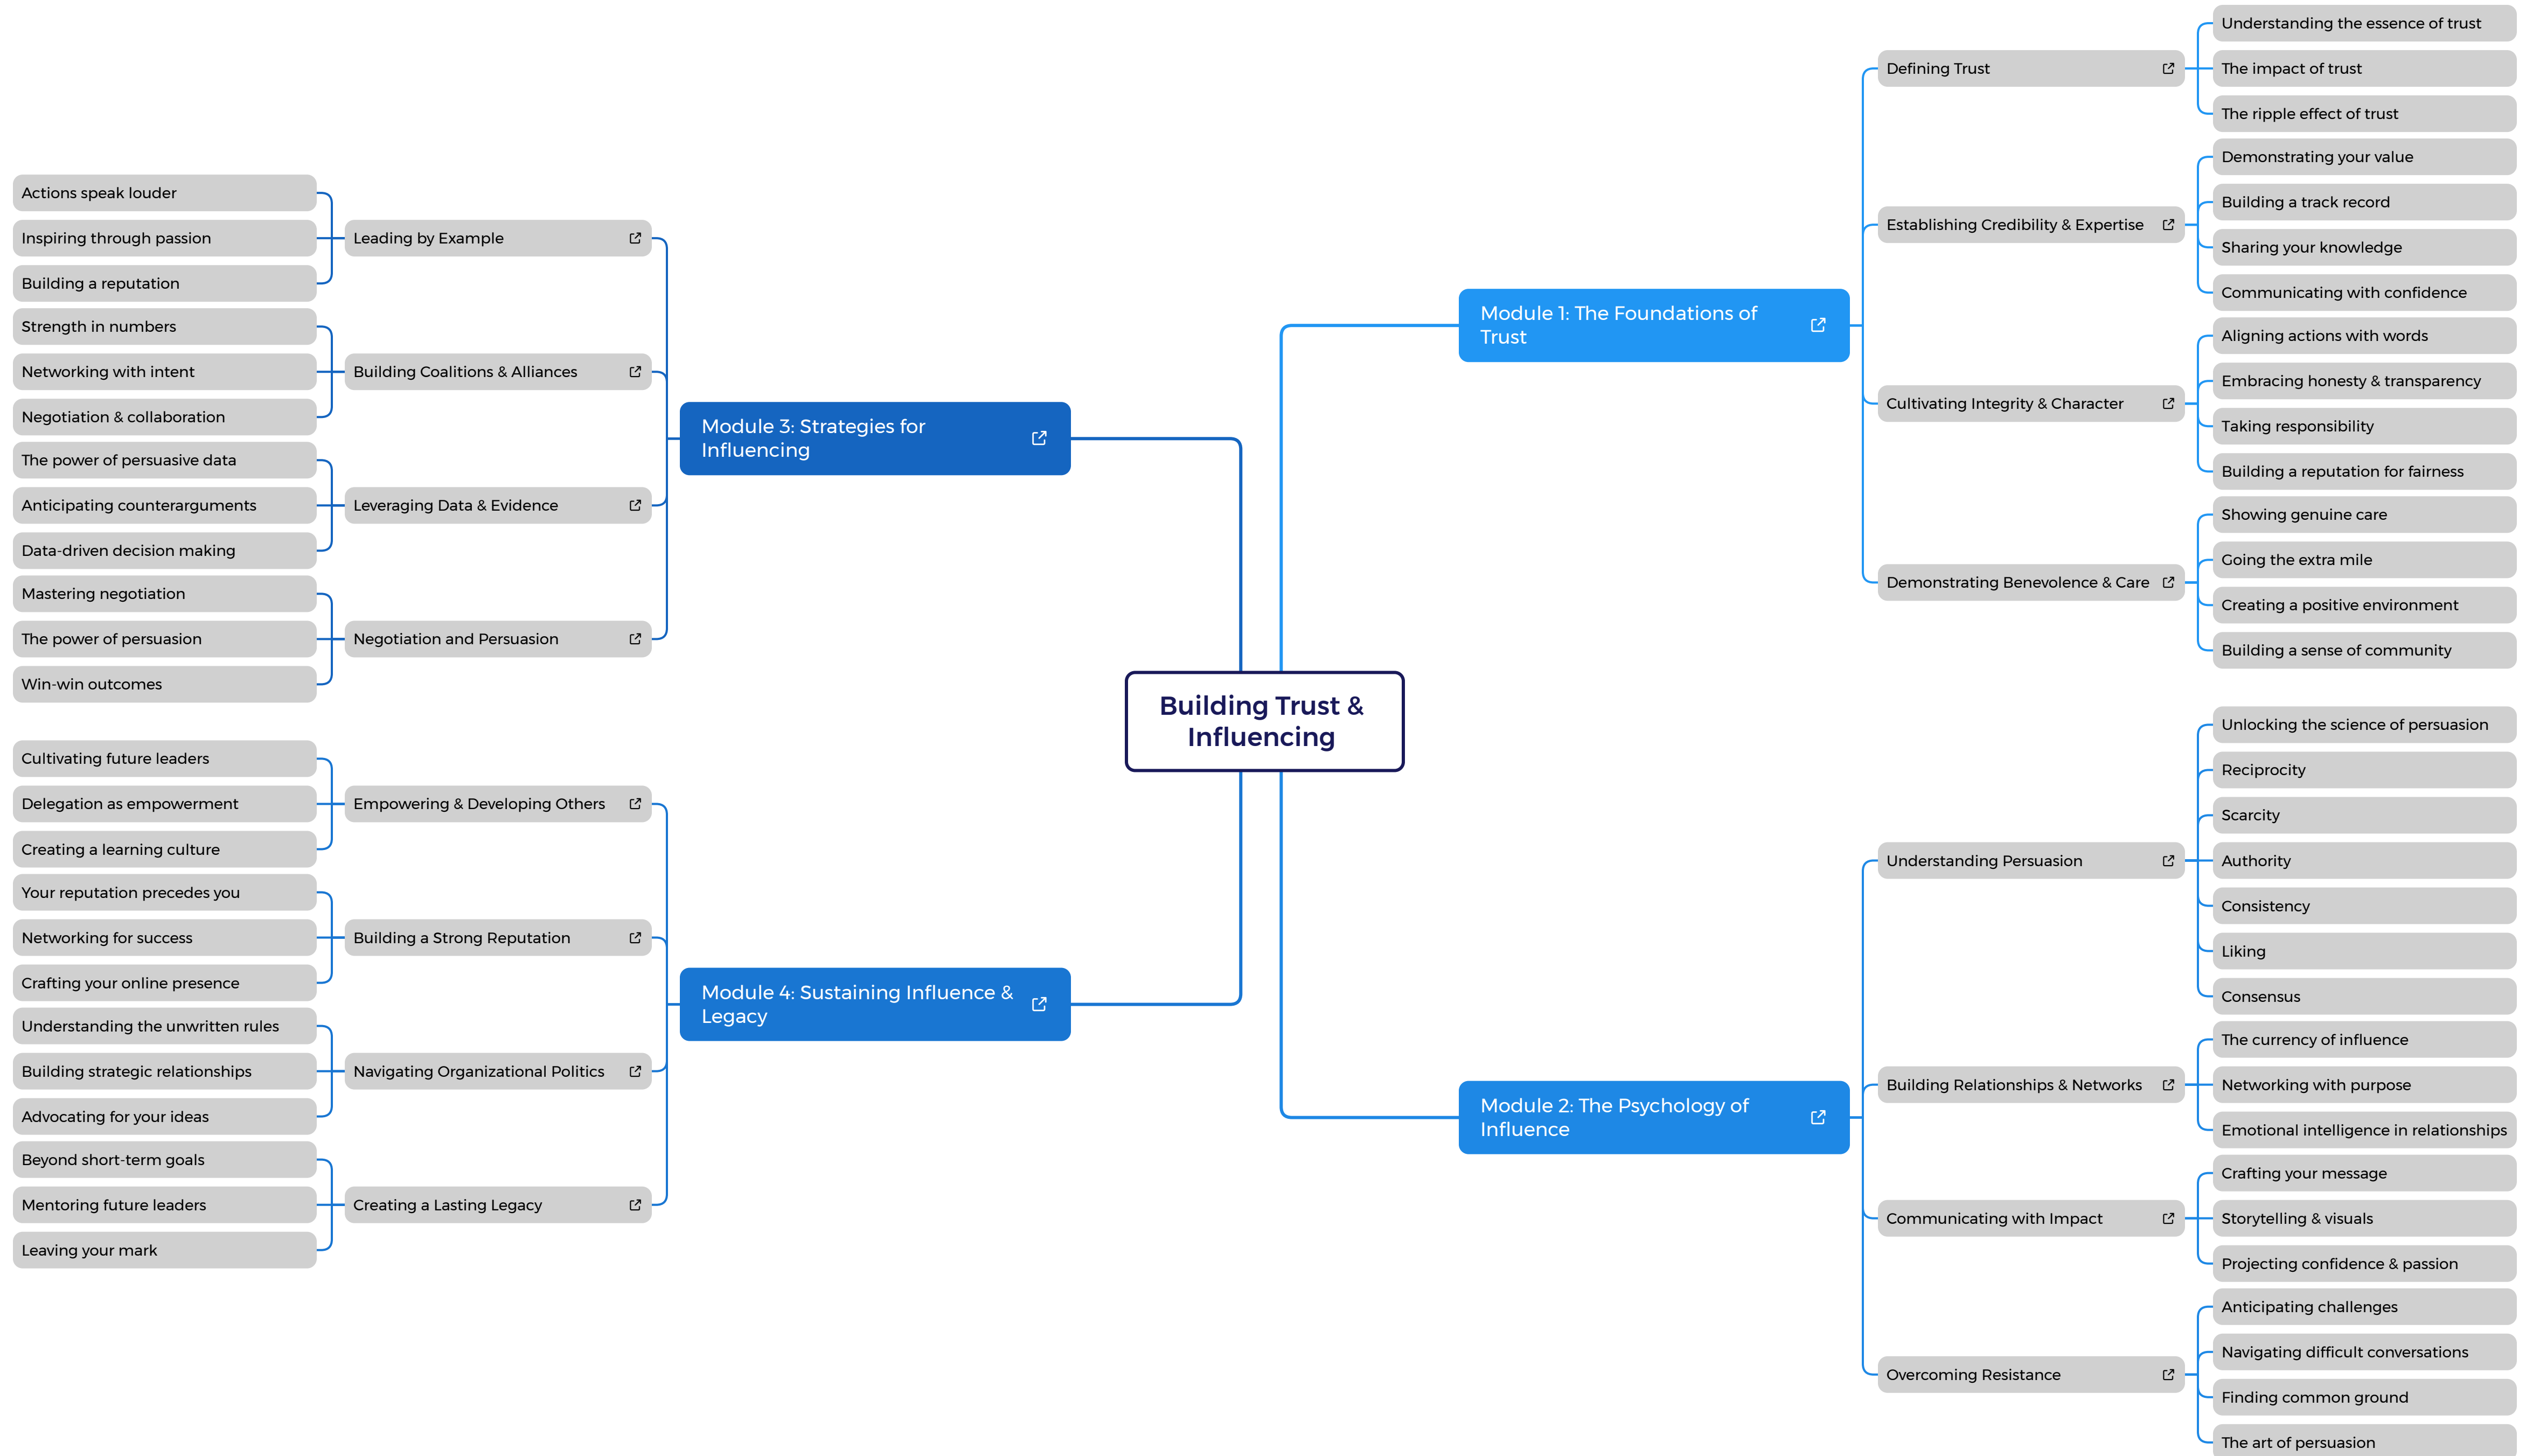 Building Trust &
Influencing
Module 1: The Foundations of
Trust
Defining Trust
Understanding the essence of trust
The impact of trust
The ripple effect of trust
Establishing Credibility & Expertise
Demonstrating your value
Building a track record
Sharing your knowledge
Communicating with confidence
Cultivating Integrity & Character
Aligning actions with words
Embracing honesty & transparency
Taking responsibility
Building a reputation for fairness
Demonstrating Benevolence & Care
Showing genuine care
Going the extra mile
Creating a positive environment
Building a sense of community
Module 2: The Psychology of
Influence
Understanding Persuasion
Unlocking the science of persuasion
Reciprocity
Scarcity
Authority
Consistency
Liking
Consensus
Building Relationships & Networks
The currency of influence
Networking with purpose
Emotional intelligence in relationships
Communicating with Impact
Crafting your message
Storytelling & visuals
Projecting confidence & passion
Overcoming Resistance
Anticipating challenges
Navigating difficult conversations
Finding common ground
The art of persuasion
Module 3: Strategies for
Influencing
Leading by Example
Actions speak louder
Inspiring through passion
Building a reputation
Building Coalitions & Alliances
Strength in numbers
Networking with intent
Negotiation & collaboration
Leveraging Data & Evidence
The power of persuasive data
Anticipating counterarguments
Data-driven decision making
Negotiation and Persuasion
Mastering negotiation
The power of persuasion
Win-win outcomes
Module 4: Sustaining Influence &
Legacy
Empowering & Developing Others
Cultivating future leaders
Delegation as empowerment
Creating a learning culture
Building a Strong Reputation
Your reputation precedes you
Networking for success
Crafting your online presence
Navigating Organizational Politics
Understanding the unwritten rules
Building strategic relationships
Advocating for your ideas
Creating a Lasting Legacy
Beyond short-term goals
Mentoring future leaders
Leaving your mark